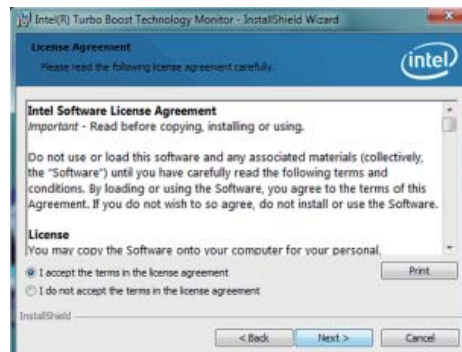 Intel(R) Turbo Boost Technology Monitor - InstallShield Wizard
License Agreement
Please read the following license agreement carefully.
intel
Intel Software License Agreement
Important - Read before copying, installing or using.
Do not use or load this software and any associated materials (collectively,
the "Software") until you have carefully read the following terms and
conditions. By loading or using the Software, you agree to the terms of this
Agreement. If you do not wish to so agree, do not install or use the Software.
License
You may copy the Software onto your computer for your personal,
I accept the terms in the license agreement
Print
I do not accept the terms in the license agreement
InstallShield
< Back
Next >
Cancel